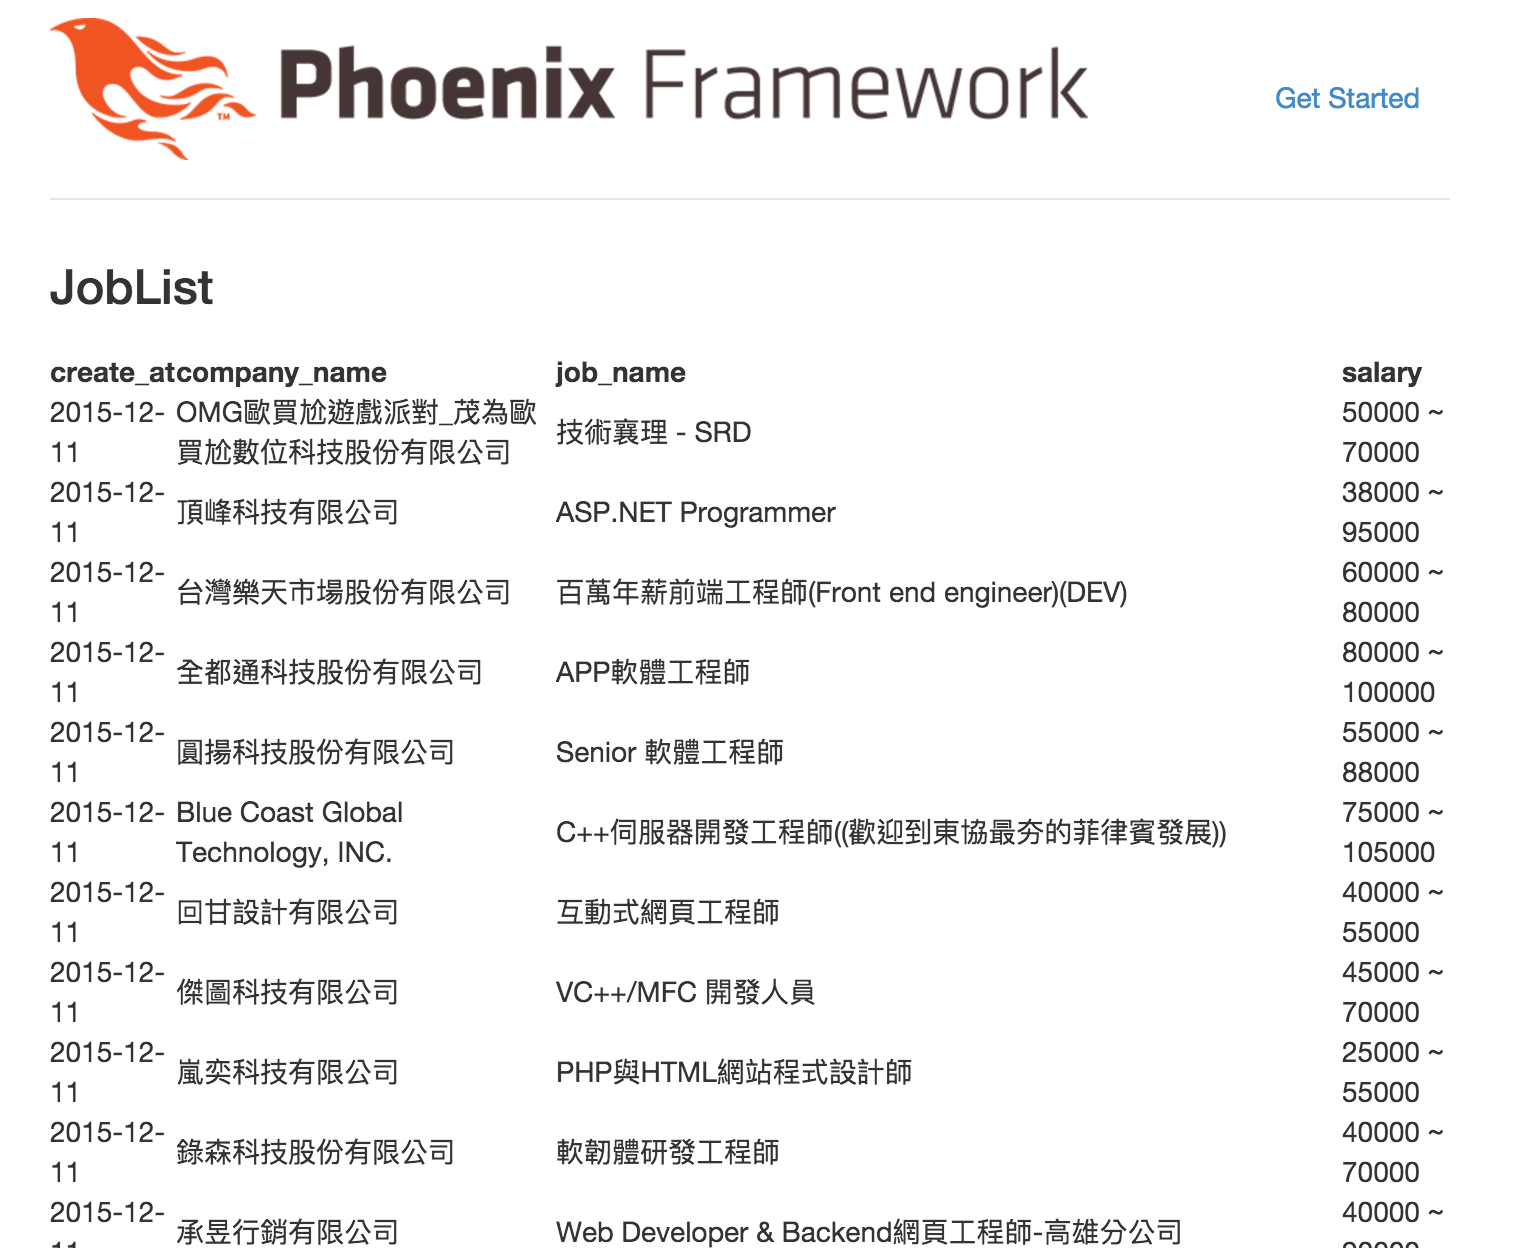 Phoenix Framework
TM
Get Started
JobList
create_at company_name job_name salary
2015-12-11 OMG歐買尬遊戲派對_茂為歐買尬數位科技股份有限公司 技術襄理 - SRD 50000 ~ 70000
2015-12-11 頂峰科技有限公司 ASP.NET Programmer 38000 ~ 95000
2015-12-11 台灣樂天市場股份有限公司 百萬年薪前端工程師(Front end engineer)(DEV) 60000 ~ 80000
2015-12-11 全都通科技股份有限公司 APP軟體工程師 80000 ~ 100000
2015-12-11 圓揚科技股份有限公司 Senior 軟體工程師 55000 ~ 88000
2015-12-11 Blue Coast Global Technology, INC. C++伺服器開發工程師((歡迎到東協最夯的菲律賓發展)) 75000 ~ 105000
2015-12-11 回甘設計有限公司 互動式網頁工程師 40000 ~ 55000
2015-12-11 傑圖科技有限公司 VC++/MFC 開發人員 45000 ~ 70000
2015-12-11 嵐奕科技有限公司 PHP與HTML網站程式設計師 25000 ~ 55000
2015-12-11 錄森科技股份有限公司 軟韌體研發工程師 40000 ~ 70000
2015-12- 承昱行銷有限公司 Web Developer & Backend網頁工程師-高雄分公司 40000 ~